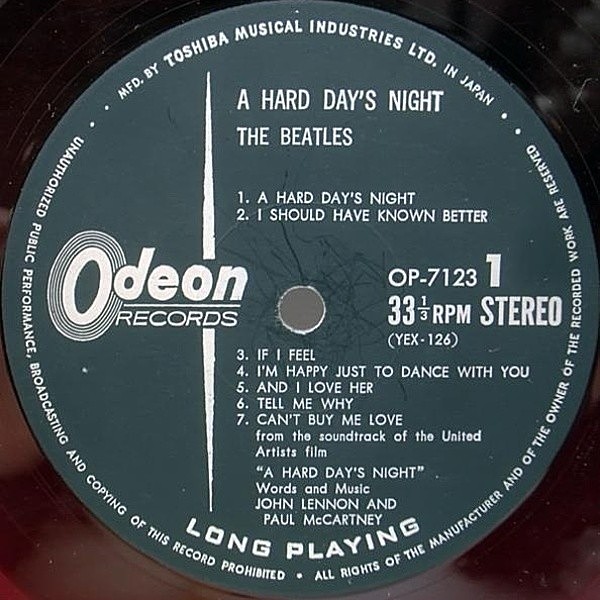 MFD. BY TOSHIBA MUSICAL INDUSTRIES LTD. IN JAPAN
A HARD DAY'S NIGHT
THE BEATLES
1. A HARD DAY'S NIGHT
2. I SHOULD HAVE KNOWN BETTER
Odeon
RECORDS
OP-7123 1
33 1/3 RPM STEREO
(YEX-126)
3. IF I FEEL
4. I'M HAPPY JUST TO DANCE WITH YOU
5. AND I LOVE HER
6. TELL ME WHY
7. CAN'T BUY ME LOVE
from the soundtrack of the United
Artists film
"A HARD DAY'S NIGHT"
Words and Music
JOHN LENNON AND
PAUL McCARTNEY
LONG PLAYING
UNAUTHORIZED PUBLIC PERFORMANCE, BROADCASTING AND COPYING OF THIS RECORD PROHIBITED • ALL RIGHTS OF THE MANUFACTURER AND OF THE OWNER OF THE RECORDED WORK ARE RESERVED